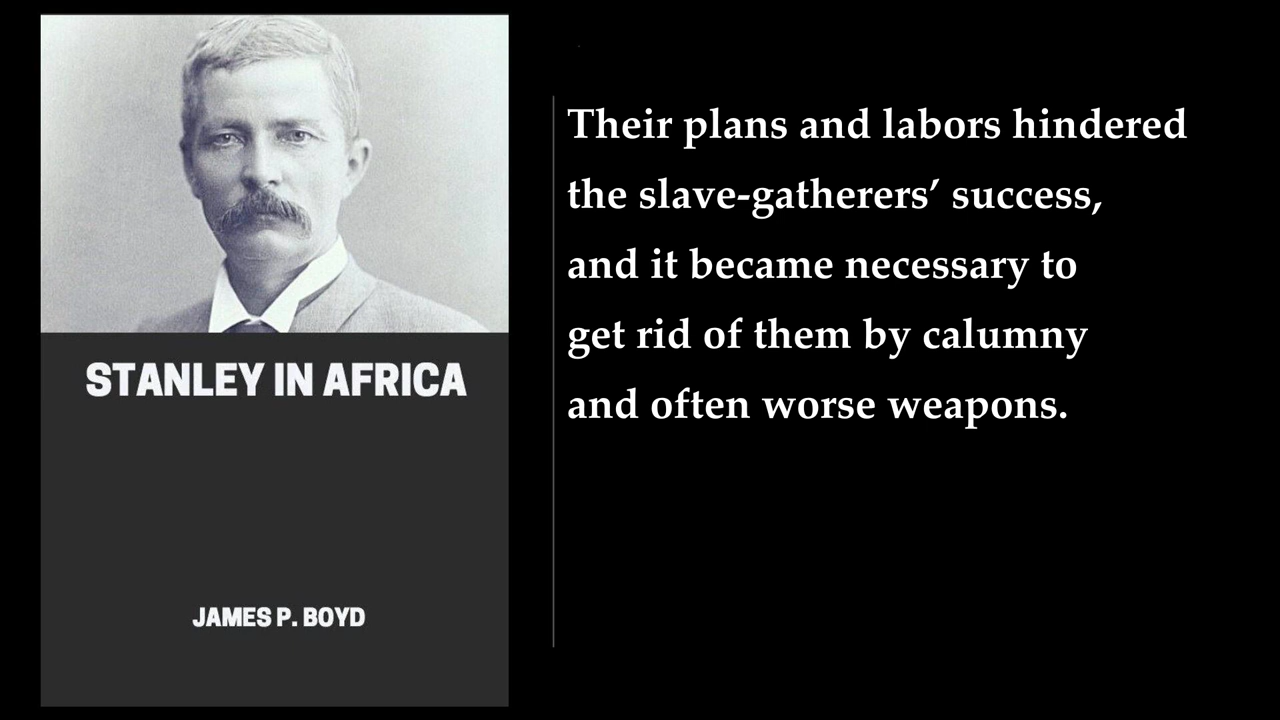 STANLEY IN AFRICA
JAMES P. BOYD
Their plans and labors hindered
the slave-gatherers’ success,
and it became necessary to
get rid of them by calumny
and often worse weapons.